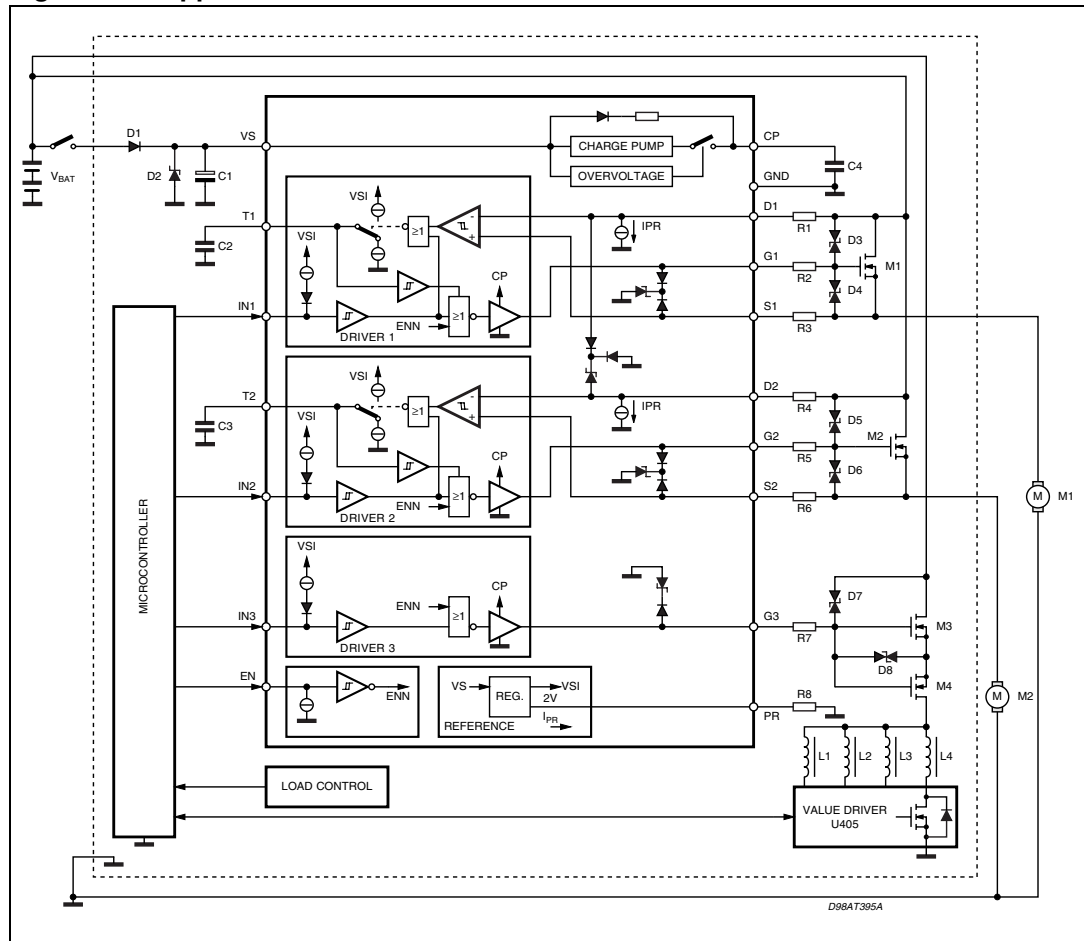 D1
VS
CP
CHARGE PUMP
OVERVOLTAGE
VBAT
D2
C1
C4
GND
VSI
T1
≥1
-
+
D1
IPR
R1
D3
C2
VSI
CP
G1
R2
M1
D4
IN1
≥1
ENN
DRIVER 1
S1
R3
VSI
T2
≥1
-
+
D2
IPR
R4
D5
C3
VSI
CP
G2
R5
M2
D6
IN2
≥1
ENN
DRIVER 2
S2
R6
M
M1
MICROCONTROLLER
VSI
CP
D7
ENN
≥1
IN3
DRIVER 3
G3
R7
M3
D8
EN
ENN
VS
REG.
VSI
2V
IPR
REFERENCE
R8
PR
M4
M
M2
L1
L2
L3
L4
LOAD CONTROL
VALUE DRIVER
U405
D98AT395A